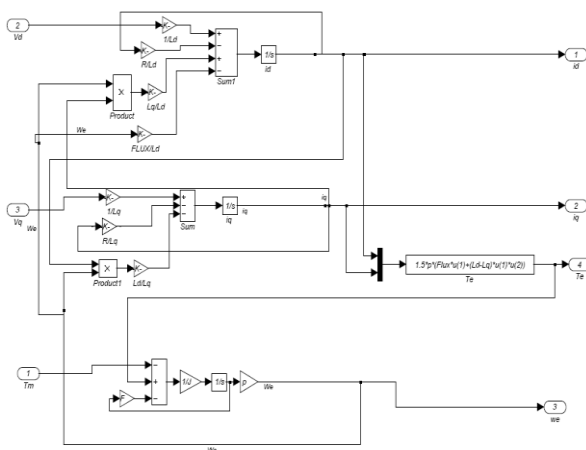 2
Vd
K-
1/Ld
K-
R/Ld
+
−
+
−
Sum1
1/s
id
1
id
X
Product
K-
Lq/Ld
We
K-
FLUX/Ld
3
Vq
We
K-
1/Lq
K-
R/Lq
+
−
−
Sum
1/s
iq
iq
iq
2
iq
X
Product1
K-
Ld/Lq
1.5*p*(Flux*u(1)+(Ld-Lq)*u(1)*u(2))
Te
4
Te
1
Tm
−
+
−
F
1/J
1/s
p
We
3
we
We